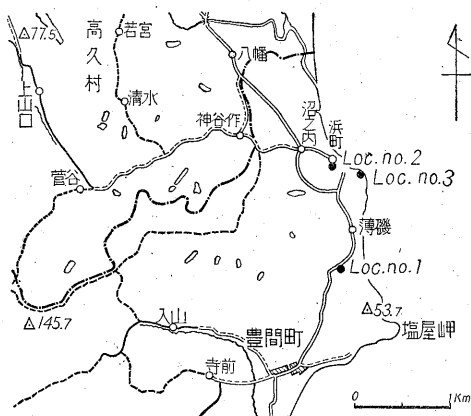 △77.5
高久村
若宮
八幡
上山口
清水
神谷作
沼之内
浜町
Loc. no. 2
Loc. no. 3
菅谷
薄磯
Loc. no. 1
△145.7
入山
豊間町
△53.7
塩屋岬
寺前
0 1Km